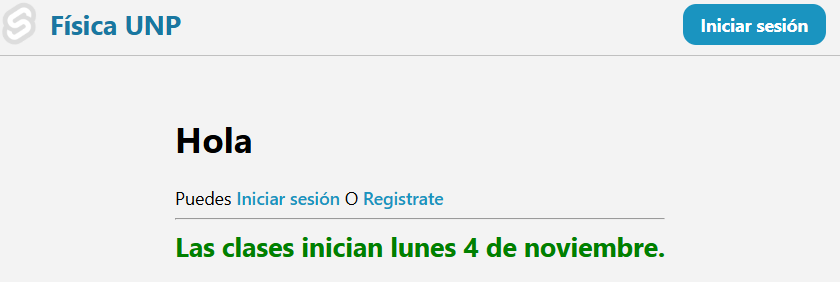 Física UNP
Iniciar sesión
Hola
Puedes Iniciar sesión O Registrate
Las clases inician lunes 4 de noviembre.